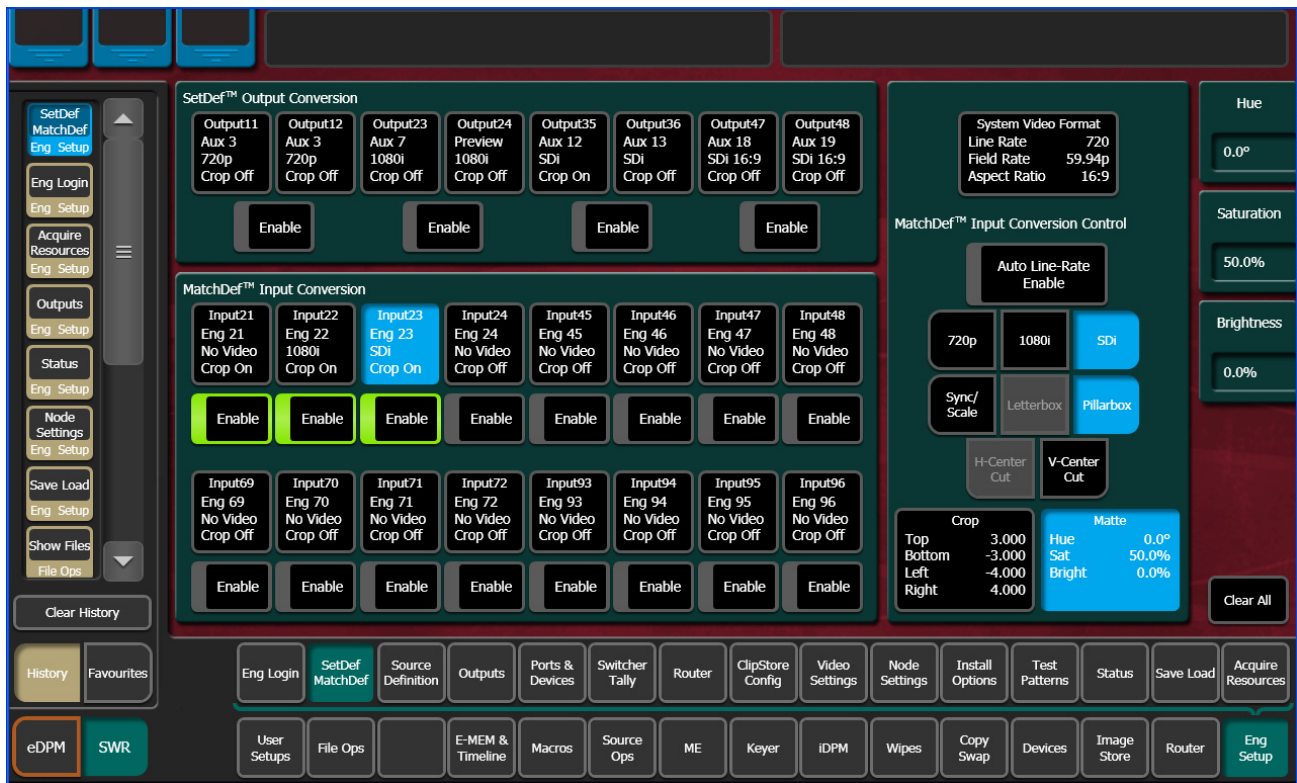 SetDef
MatchDef
Eng Setup
Eng Login
Eng Setup
Acquire
Resources
Eng Setup
Outputs
Eng Setup
Status
Eng Setup
Node
Settings
Eng Setup
Save Load
Eng Setup
Show Files
File Ops
Clear History
History Favourites
eDPM SWR
SetDef™ Output Conversion
Output11 Output12 Output23 Output24 Output35 Output36 Output47 Output48
Aux 3 Aux 3 Aux 7 Preview Aux 12 Aux 13 Aux 18 Aux 19
720p 720p 1080i 1080i SDi SDi SDi 16:9 SDi 16:9
Crop Off Crop Off Crop Off Crop Off Crop On Crop Off Crop Off Crop Off
Enable Enable Enable Enable
MatchDef™ Input Conversion
Input21 Input22 Input23 Input24 Input45 Input46 Input47 Input48
Eng 21 Eng 22 Eng 23 Eng 24 Eng 45 Eng 46 Eng 47 Eng 48
No Video 1080i SDi No Video No Video No Video No Video No Video
Crop On Crop On Crop On Crop Off Crop Off Crop Off Crop Off Crop Off
Enable Enable Enable Enable Enable Enable Enable Enable
Input69 Input70 Input71 Input72 Input93 Input94 Input95 Input96
Eng 69 Eng 70 Eng 71 Eng 72 Eng 93 Eng 94 Eng 95 Eng 96
No Video No Video No Video No Video No Video No Video No Video No Video
Crop Off Crop Off Crop Off Crop Off Crop Off Crop Off Crop Off Crop Off
Enable Enable Enable Enable Enable Enable Enable Enable
System Video Format
Line Rate 720
Field Rate 59.94p
Aspect Ratio 16:9
MatchDef™ Input Conversion Control
Auto Line-Rate
Enable
720p 1080i SDi
Sync/
Scale
Letterbox Pillarbox
H-Center
Cut
V-Center
Cut
Crop
Top 3.000
Bottom -3.000
Left -4.000
Right 4.000
Matte
Hue 0.0°
Sat 50.0%
Bright 0.0%
Hue
0.0°
Saturation
50.0%
Brightness
0.0%
Clear All
Eng Login
SetDef
MatchDef
Source
Definition
Outputs
Ports &
Devices
Switcher
Tally
Router
ClipStore
Config
Video
Settings
Node
Settings
Install
Options
Test
Patterns
Status
Save Load
Acquire
Resources
User
Setups
File Ops
E-MEM &
Timeline
Macros
Source
Ops
ME
Keyer
iDPM
Wipes
Copy
Swap
Devices
Image
Store
Router
Eng
Setup